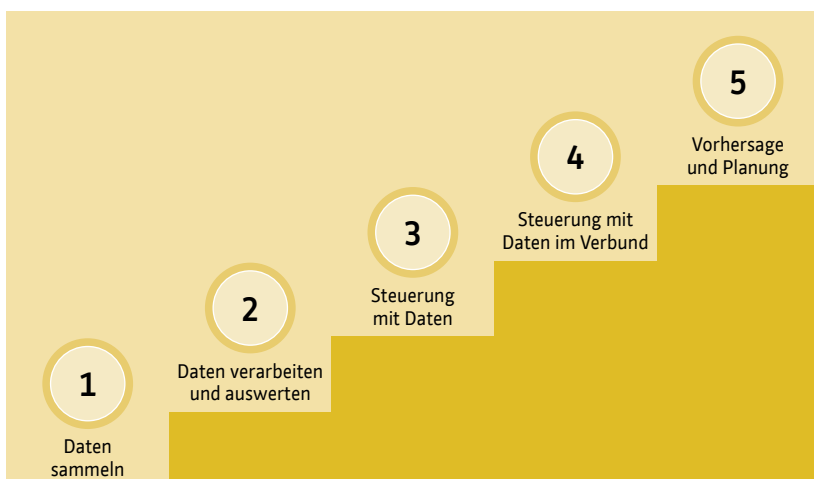 1
Daten
sammeln
2
Daten verarbeiten
und auswerten
3
Steuerung
mit Daten
4
Steuerung mit
Daten im Verbund
5
Vorhersage
und Planung